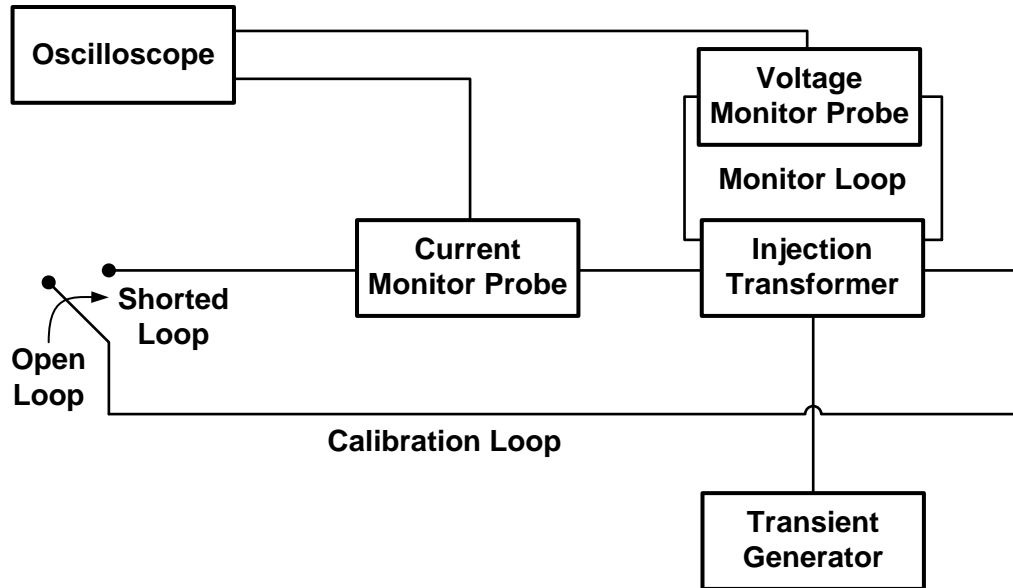 Oscilloscope
Voltage
Monitor Probe
Monitor Loop
Current
Monitor Probe
Injection
Transformer
Shorted
Loop
Open
Loop
Calibration Loop
Transient
Generator